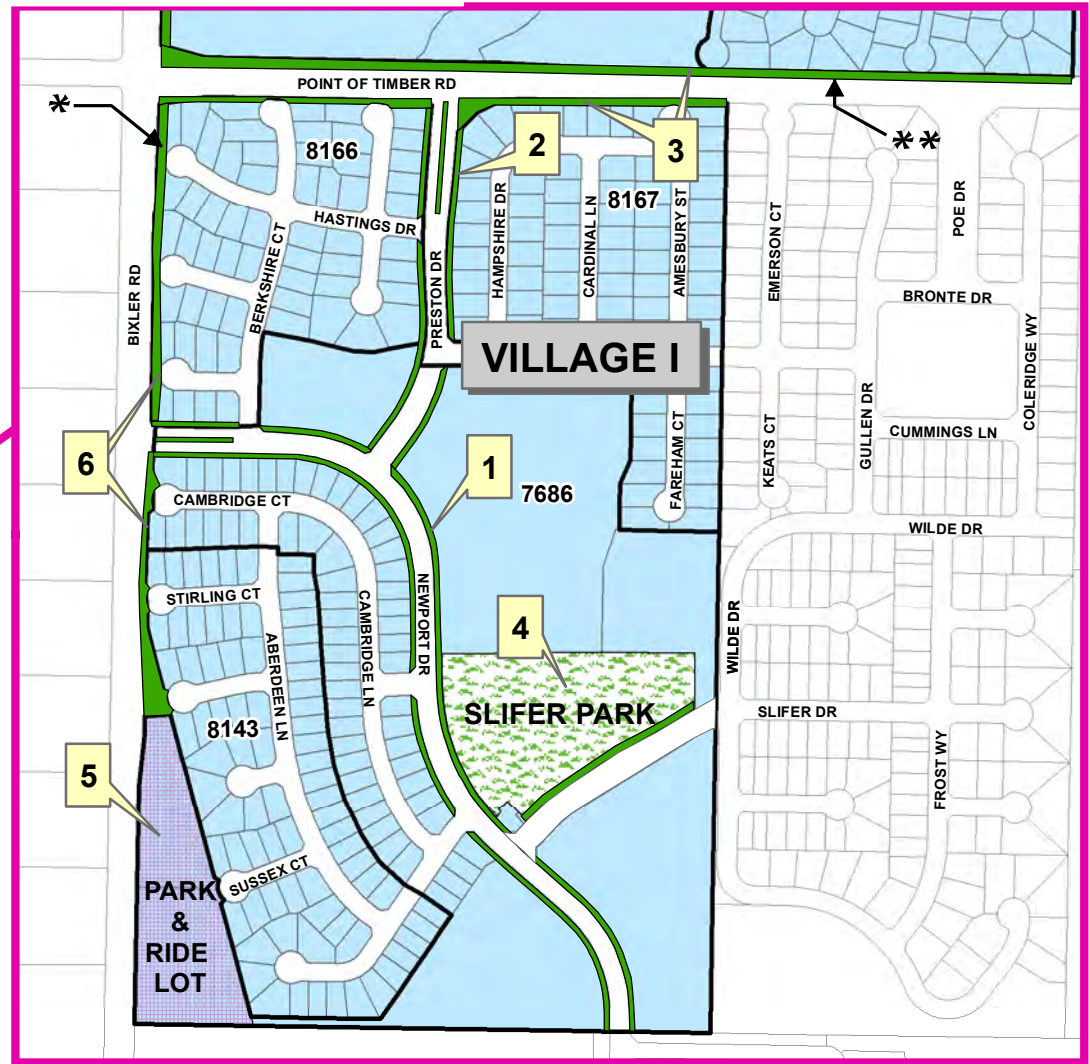 POINT OF TIMBER RD
*
* *
2
3
8166
8167
HASTINGS DR
BERKSHIRE CT
BIXLER RD
PRESTON DR
HAMPSHIRE DR
CARDINAL LN
AMESBURY ST
EMERSON CT
POE DR
BRONTE DR
COLERIDGE WY
GULLEN DR
CUMMINGS LN
KEATS CT
VILLAGE I
FAREHAM CT
6
1
7686
CAMBRIDGE CT
WILDE DR
STIRLING CT
ABERDEEN LN
CAMBRIDGE LN
NEWPORT DR
4
WILDE DR
SLIFER PARK
SLIFER DR
8143
5
FROST WY
SUSSEX CT
PARK
&
RIDE
LOT